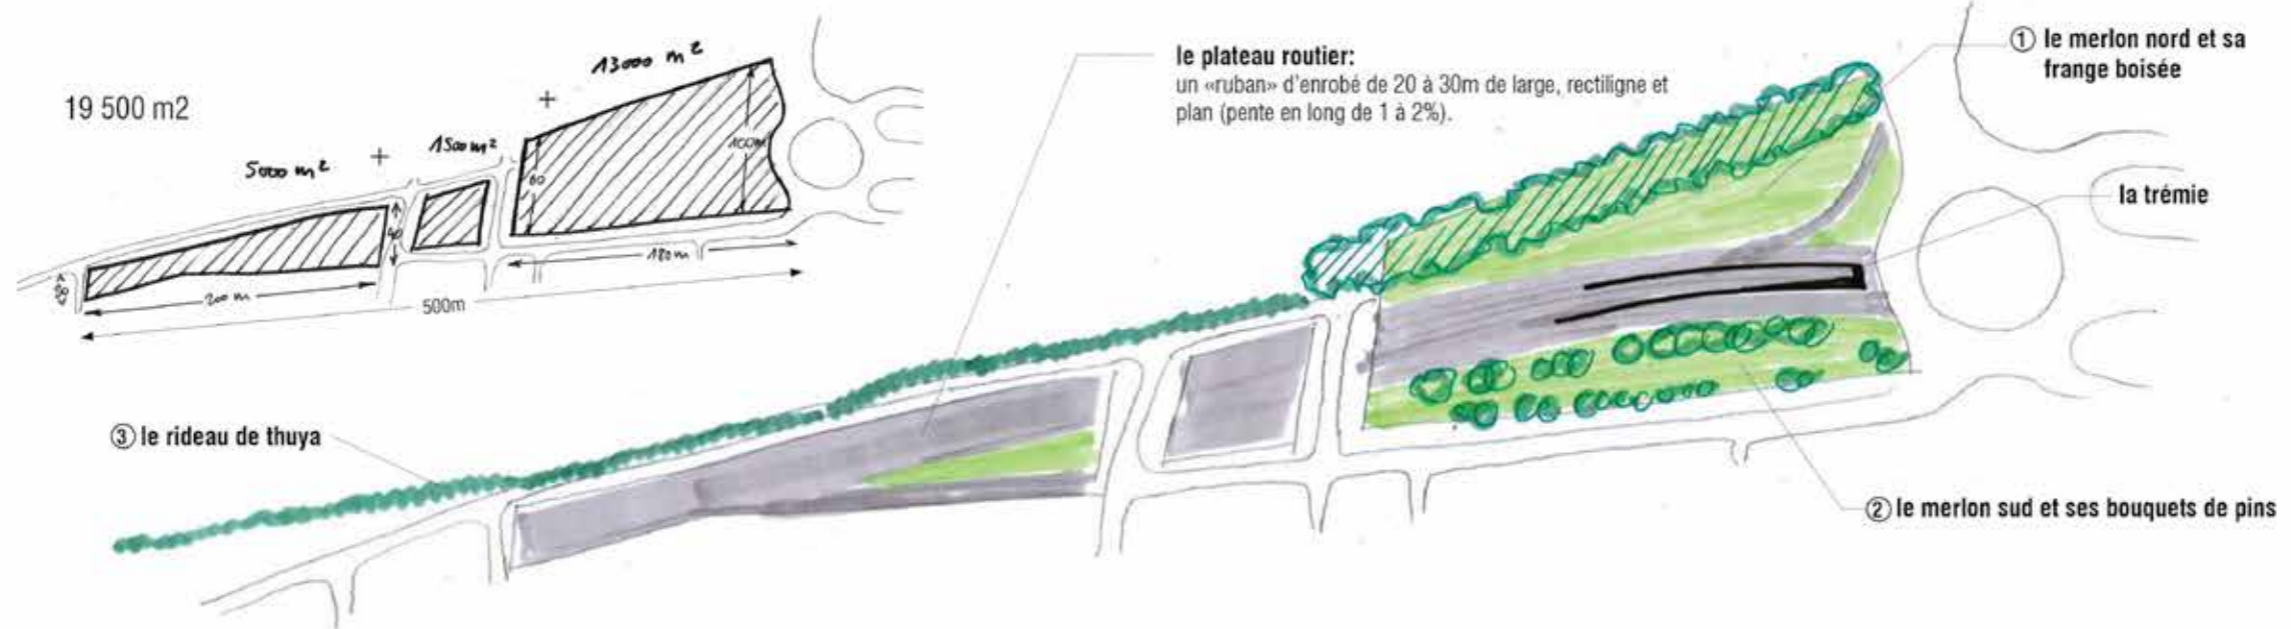 19 500 m2
5000 m²
+
1500 m²
+
13000 m²
60
100m
40
200 m
180m
500m
le plateau routier:
un «ruban» d'enrobé de 20 à 30m de large, rectiligne et
plan (pente en long de 1 à 2%).
① le merlon nord et sa
frange boisée
la trémie
② le merlon sud et ses bouquets de pins
③ le rideau de thuya